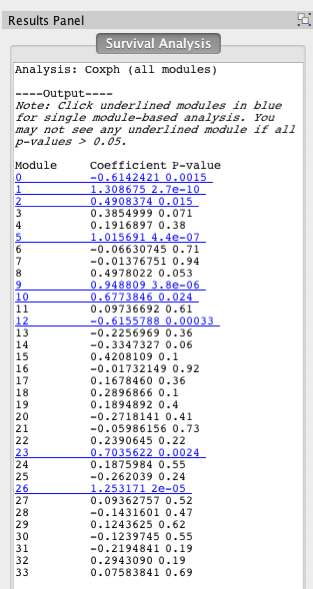 Results Panel
Survival Analysis
Analysis: Coxph (all modules)
----Output----
Note: Click underlined modules in blue
for single module-based analysis. You
may not see any underlined module if all
p-values > 0.05.
Module Coefficient P-value
0 -0.6142421 0.0015
1 1.308675 2.7e-10
2 0.4908374 0.015
3 0.3854999 0.071
4 0.1916897 0.38
5 1.015691 4.4e-07
6 -0.06630745 0.71
7 -0.01376751 0.94
8 0.4978022 0.053
9 0.948809 3.8e-06
10 0.6773846 0.024
11 0.09736692 0.61
12 -0.6155788 0.00033
13 -0.2256969 0.36
14 -0.3347327 0.06
15 0.4208109 0.1
16 -0.01732149 0.92
17 0.1678460 0.36
18 0.2896866 0.1
19 0.1894892 0.4
20 -0.2718141 0.41
21 -0.05986156 0.73
22 0.2390645 0.22
23 0.7035622 0.0024
24 0.1875984 0.55
25 -0.262039 0.24
26 1.253171 2e-05
27 0.09362757 0.52
28 -0.1431601 0.47
29 0.1243625 0.62
30 -0.1239745 0.55
31 -0.2194841 0.19
32 0.2943090 0.19
33 0.07583841 0.69